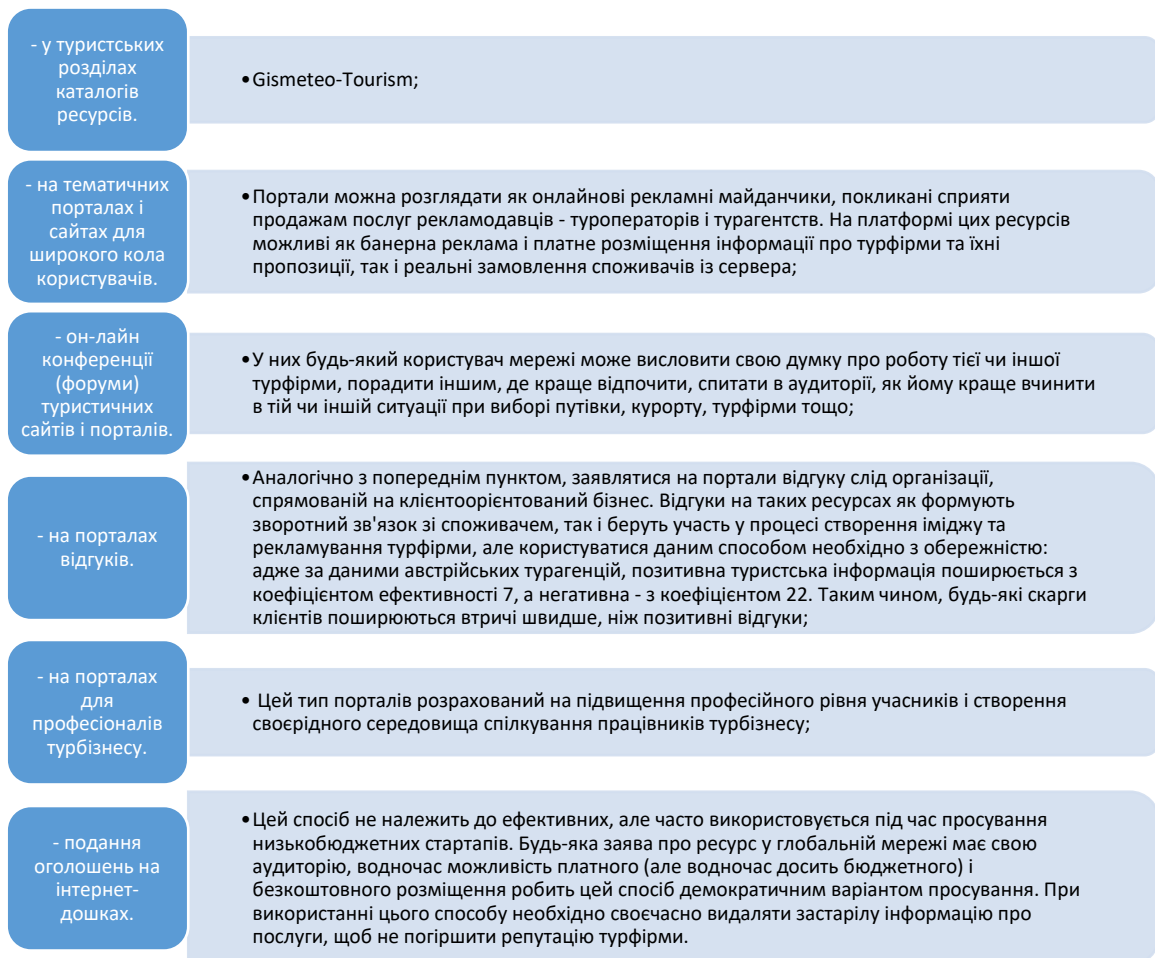 - у туристських
розділах
каталогів
ресурсів.
•Gismeteo-Tourism;
- на тематичних
порталах і
сайтах для
широкого кола
користувачів.
•Портали можна розглядати як онлайнові рекламні майданчики, покликані сприяти
продажам послуг рекламодавців - туроператорів і турагентств. На платформі цих ресурсів
можливі як банерна реклама і платне розміщення інформації про турфірми та їхні
пропозиції, так і реальні замовлення споживачів із сервера;
- он-лайн
конференції
(форуми)
туристичних
сайтів і порталів.
•У них будь-який користувач мережі може висловити свою думку про роботу тієї чи іншої
турфірми, порадити іншим, де краще відпочити, спитати в аудиторії, як йому краще вчинити
в тій чи іншій ситуації при виборі путівки, курорту, турфірми тощо;
- на порталах
відгуків.
•Аналогічно з попереднім пунктом, заявлятися на портали відгуку слід організації,
спрямованій на клієнтоорієнтований бізнес. Відгуки на таких ресурсах як формують
зворотний зв'язок зі споживачем, так і беруть участь у процесі створення іміджу та
рекламування турфірми, але користуватися даним способом необхідно з обережністю:
адже за даними австрійських турагенцій, позитивна туристська інформація поширюється з
коефіцієнтом ефективності 7, а негативна - з коефіцієнтом 22. Таким чином, будь-які скарги
клієнтів поширюються втричі швидше, ніж позитивні відгуки;
- на порталах
для
професіоналів
турбізнесу.
• Цей тип порталів розрахований на підвищення професійного рівня учасників і створення
своєрідного середовища спілкування працівників турбізнесу;
- подання
оголошень на
інтернет-
дошках.
•Цей спосіб не належить до ефективних, але часто використовується під час просування
низькобюджетних стартапів. Будь-яка заява про ресурс у глобальній мережі має свою
аудиторію, водночас можливість платного (але водночас досить бюджетного) і
безкоштовного розміщення робить цей спосіб демократичним варіантом просування. При
використанні цього способу необхідно своєчасно видаляти застарілу інформацію про
послуги, щоб не погіршити репутацію турфірми.